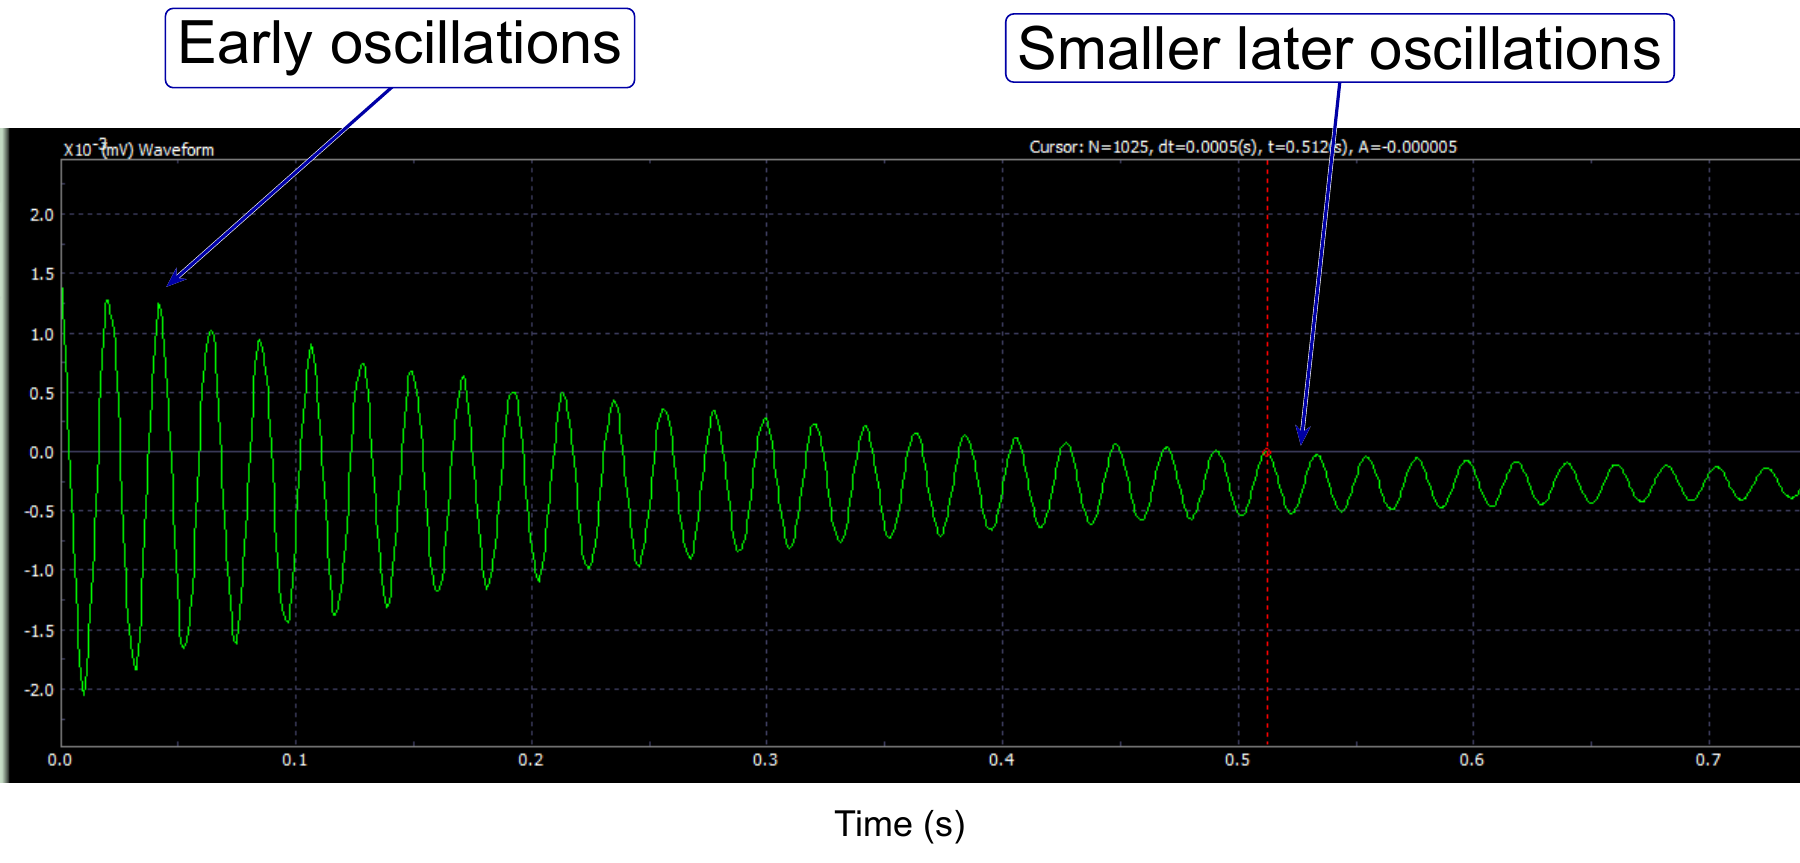 Early oscillations
Smaller later oscillations
X10⁻³(mV) Waveform
Cursor: N=1025, dt=0.0005(s), t=0.512(s), A=-0.000005
2.0
1.5
1.0
0.5
0.0
-0.5
-1.0
-1.5
-2.0
0.0 0.1 0.2 0.3 0.4 0.5 0.6 0.7
Time (s)